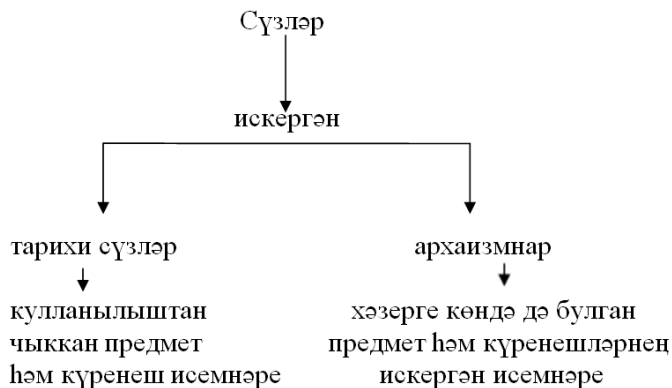 Сүзләр
искергән
тарихи сүзләр
кулланылыштан
чыккан предмет
һәм күренеш исемнәре
архаизмнар
хәзерге көндә дә булган
предмет һәм күренешләрнең
искергән исемнәре